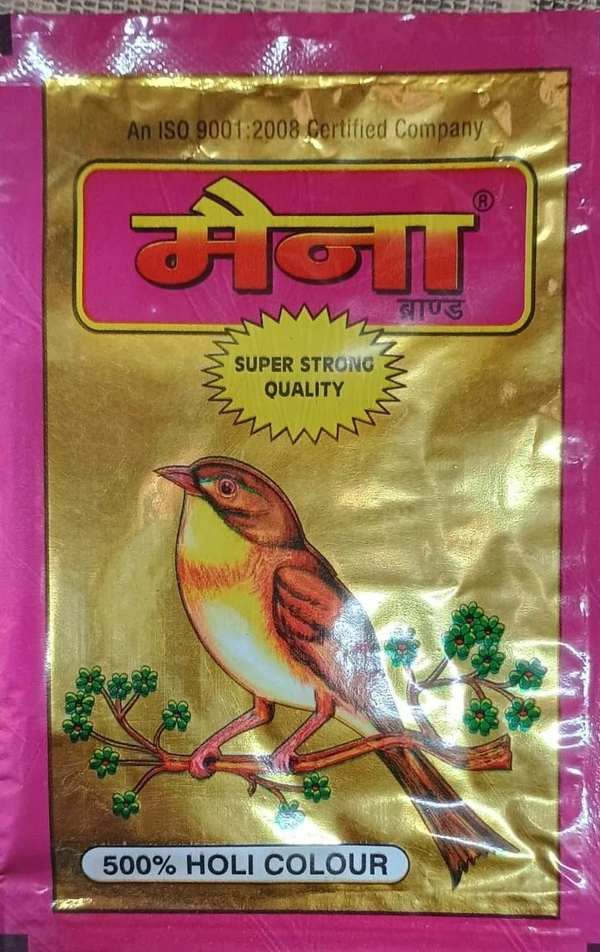 An ISO 9001:2008 Certified Company
मैना ®
ब्राण्ड
SUPER STRONG
QUALITY
500% HOLI COLOUR